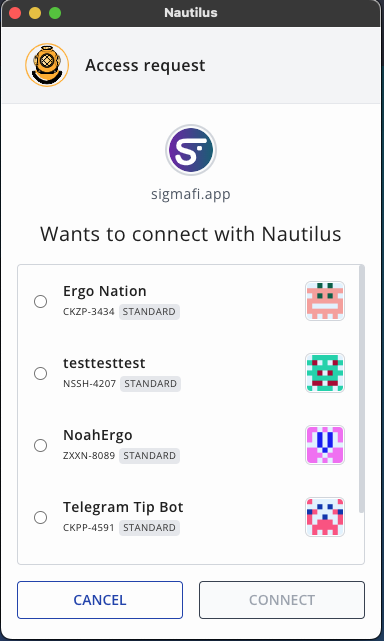 Nautilus
Access request
S
sigmafi.app
Wants to connect with Nautilus
Ergo Nation
CKZP-3434 STANDARD
testtesttest
NSSH-4207 STANDARD
NoahErgo
ZXXN-8089 STANDARD
Telegram Tip Bot
CKPP-4591 STANDARD
CANCEL CONNECT